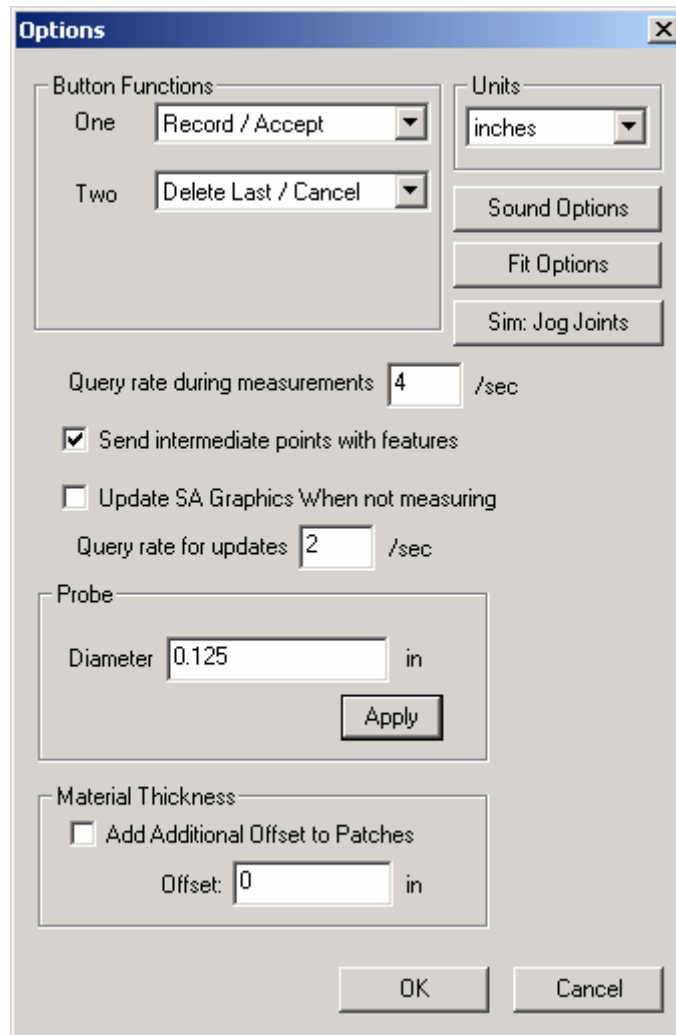 Options
Button Functions
One Record / Accept
Two Delete Last / Cancel
Units
inches
Sound Options
Fit Options
Sim: Jog Joints
Query rate during measurements 4 /sec
Send intermediate points with features
Update SA Graphics When not measuring
Query rate for updates 2 /sec
Probe
Diameter 0.125 in
Apply
Material Thickness
Add Additional Offset to Patches
Offset: 0 in
OK Cancel